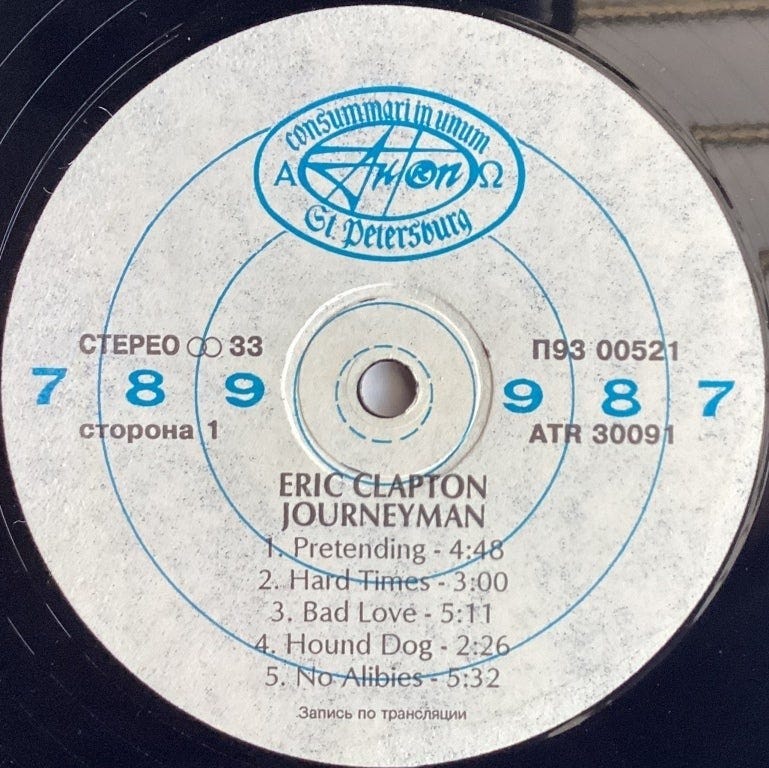 consummari in unum
А АнтRоп Ω
St. Petersburg
СТЕРЕО 33 П93 00521
7 8 9 9 8 7
сторона 1 ATR 30091
ERIC CLAPTON
JOURNEYMAN
1. Pretending - 4:48
2. Hard Times - 3:00
3. Bad Love - 5:11
4. Hound Dog - 2:26
5. No Alibies - 5:32
Запись по трансляции